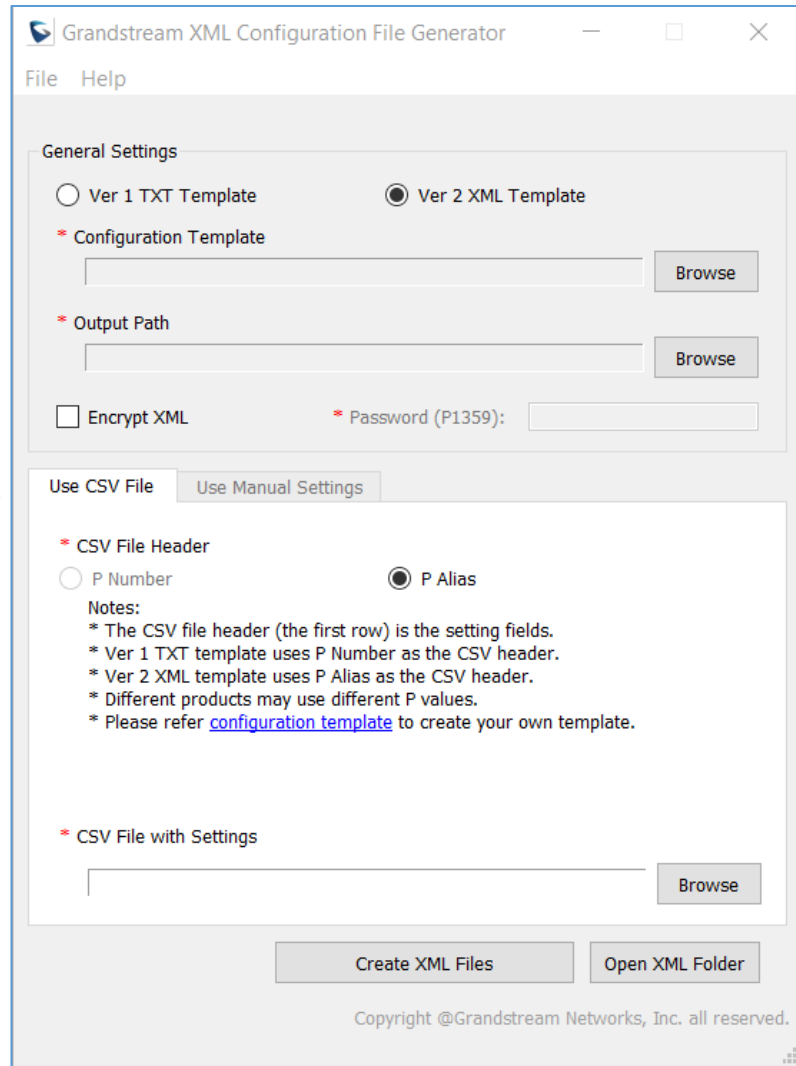 Grandstream XML Configuration File Generator
File Help
General Settings
Ver 1 TXT Template Ver 2 XML Template
* Configuration Template
Browse
* Output Path
Browse
Encrypt XML * Password (P1359):
Use CSV File Use Manual Settings
* CSV File Header
P Number P Alias
Notes:
* The CSV file header (the first row) is the setting fields.
* Ver 1 TXT template uses P Number as the CSV header.
* Ver 2 XML template uses P Alias as the CSV header.
* Different products may use different P values.
* Please refer configuration template to create your own template.
* CSV File with Settings
Browse
Create XML Files Open XML Folder
Copyright @Grandstream Networks, Inc. all reserved.